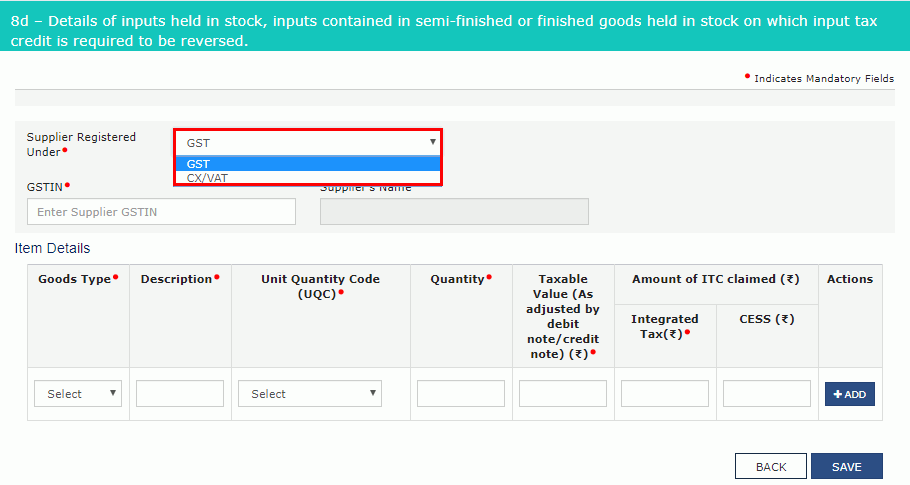 8d – Details of inputs held in stock, inputs contained in semi-finished or finished goods held in stock on which input tax
credit is required to be reversed.
• Indicates Mandatory Fields
Supplier Registered
Under•
GST
GST
CX/VAT
GSTIN•
Supplier's Name
Enter Supplier GSTIN
Item Details
Goods Type•
Description•
Unit Quantity Code
(UQC)•
Quantity•
Taxable
Value (As
adjusted by
debit
note/credit
note) (₹)•
Amount of ITC claimed (₹)
Integrated
Tax(₹)•
CESS (₹)
Actions
Select
Select
+ ADD
BACK
SAVE